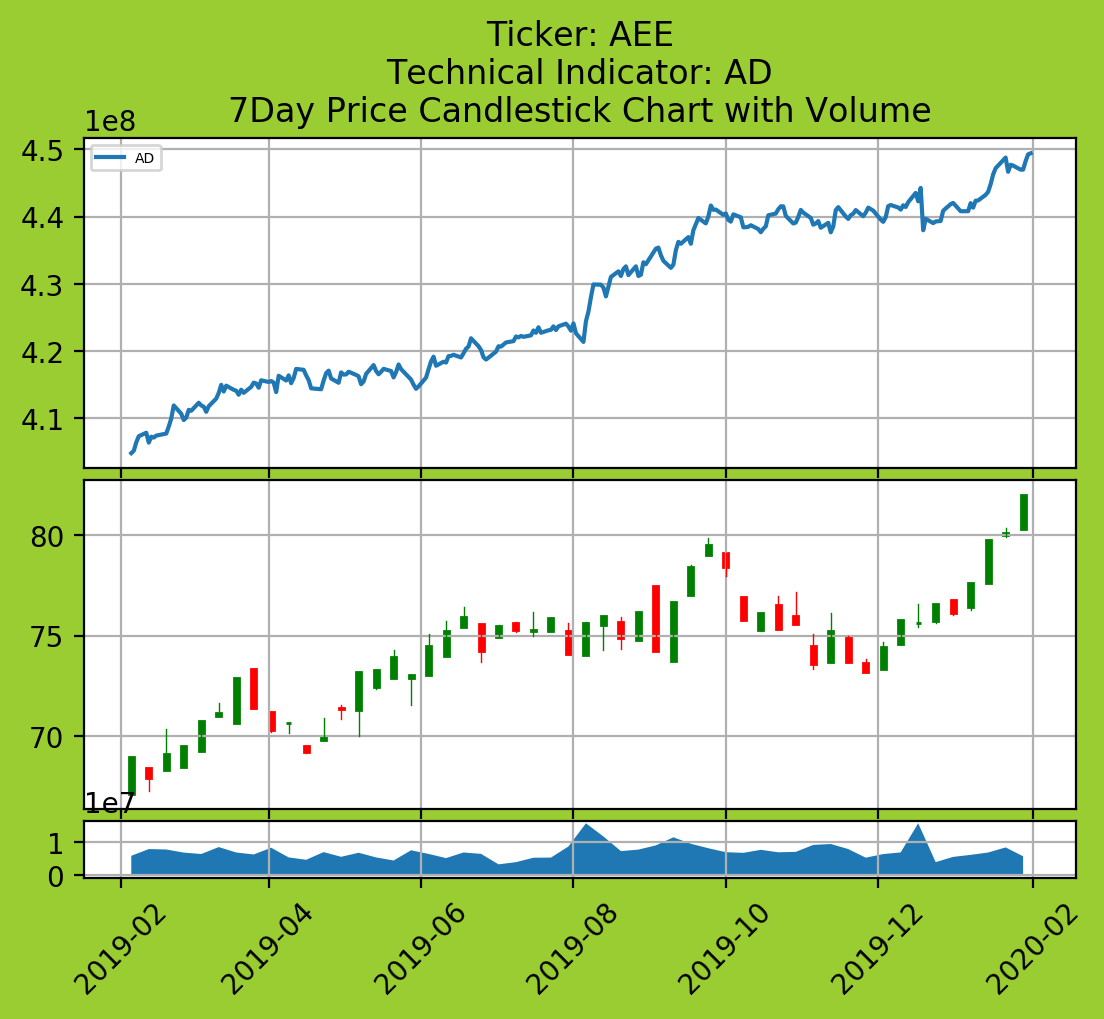 Ticker: AEE
Technical Indicator: AD
7Day Price Candlestick Chart with Volume
1e8
AD
4.5
4.4
4.3
4.2
4.1
80
75
70
1e7
1
0
2019-02
2019-04
2019-06
2019-08
2019-10
2019-12
2020-02